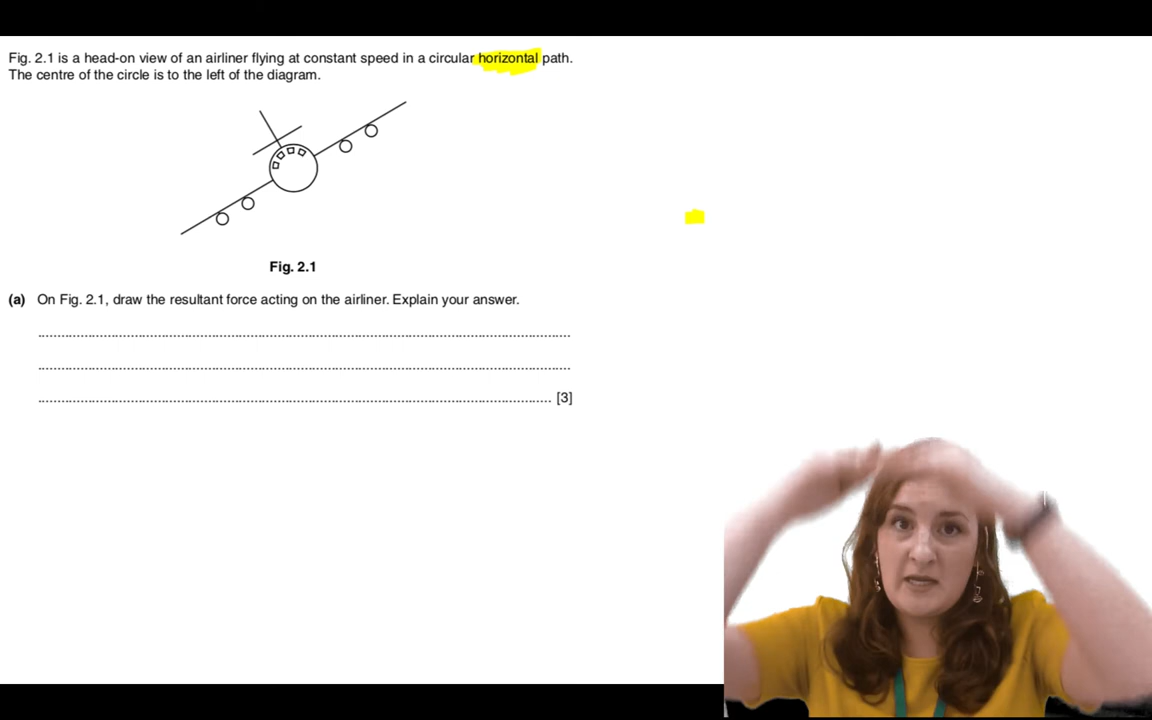 Fig. 2.1 is a head-on view of an airliner flying at constant speed in a circular horizontal path.
The centre of the circle is to the left of the diagram.
Fig. 2.1
(a) On Fig. 2.1, draw the resultant force acting on the airliner. Explain your answer.
[3]